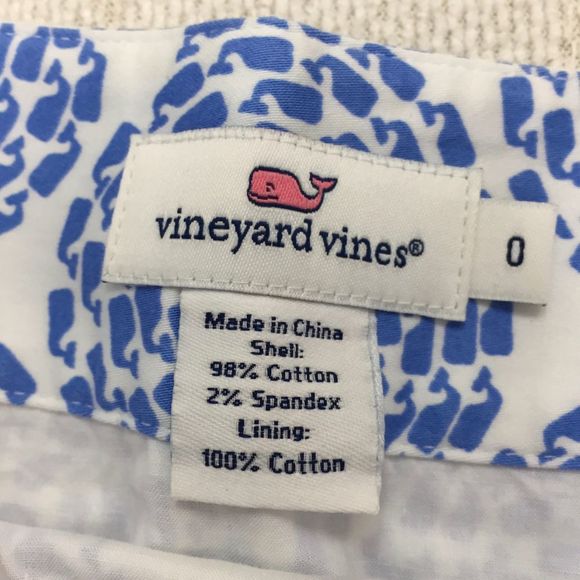 vineyard vines®
0
Made in China
Shell:
98% Cotton
2% Spandex
Lining:
100% Cotton